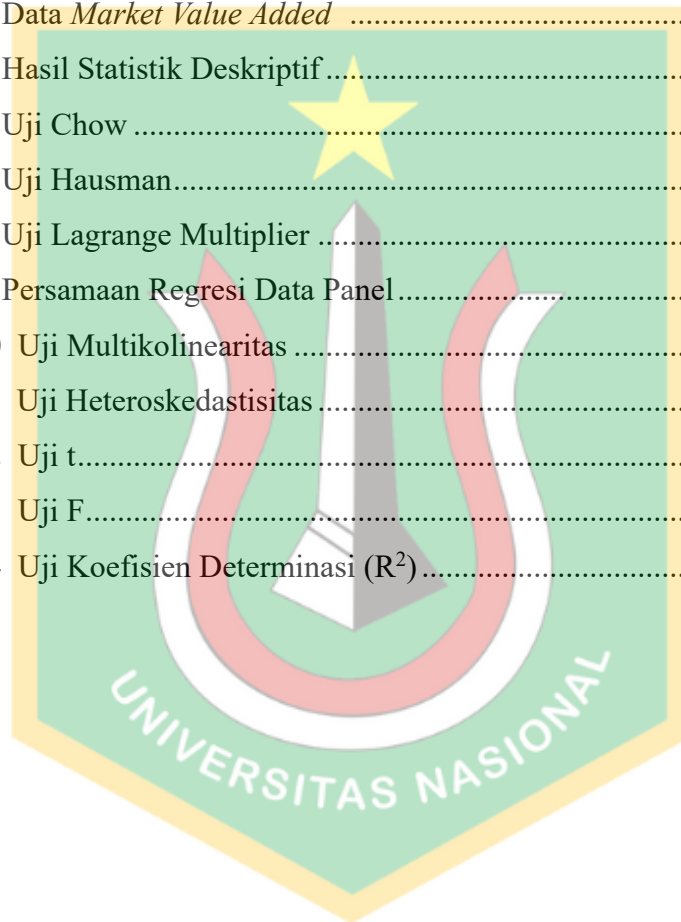 Data Market Value Added ..........................................
Hasil Statistik Deskriptif .............................................
Uji Chow .....................................................................
Uji Hausman................................................................
Uji Lagrange Multiplier ..............................................
Persamaan Regresi Data Panel ....................................
Uji Multikolinearitas .................................................
Uji Heteroskedastisitas ..............................................
Uji t............................................................................
Uji F...........................................................................
Uji Koefisien Determinasi (R²) .................................
UNIVERSITAS NASIONAL